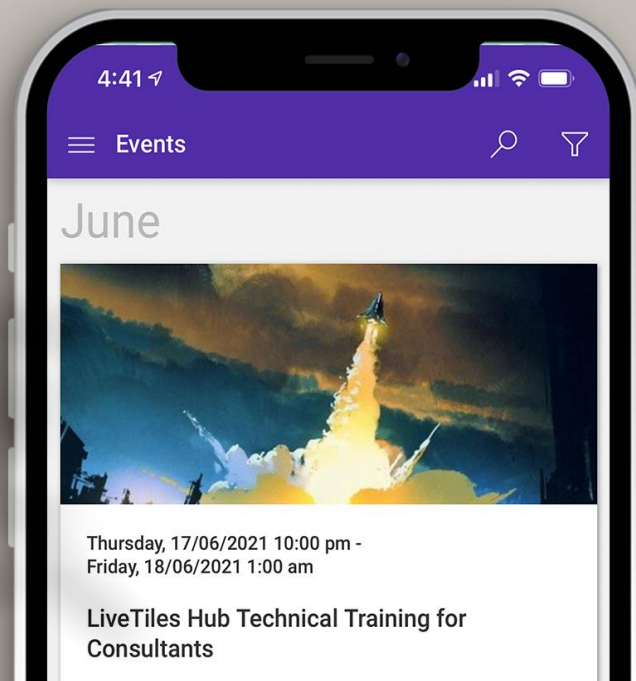 4:41
Events
June
Thursday, 17/06/2021 10:00 pm -
Friday, 18/06/2021 1:00 am
LiveTiles Hub Technical Training for
Consultants